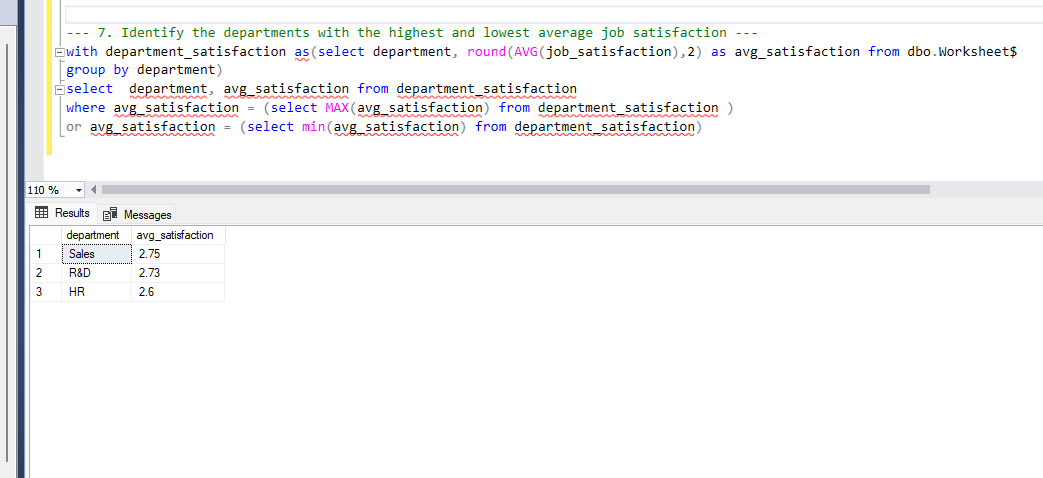 --- 7. Identify the departments with the highest and lowest average job satisfaction ---
with department_satisfaction as(select department, round(AVG(job_satisfaction),2) as avg_satisfaction from dbo.Worksheet$
group by department)
select  department, avg_satisfaction from department_satisfaction
where avg_satisfaction = (select MAX(avg_satisfaction) from department_satisfaction )
or avg_satisfaction = (select min(avg_satisfaction) from department_satisfaction)
110 %
Results Messages
department avg_satisfaction
1 Sales 2.75
2 R&D 2.73
3 HR 2.6